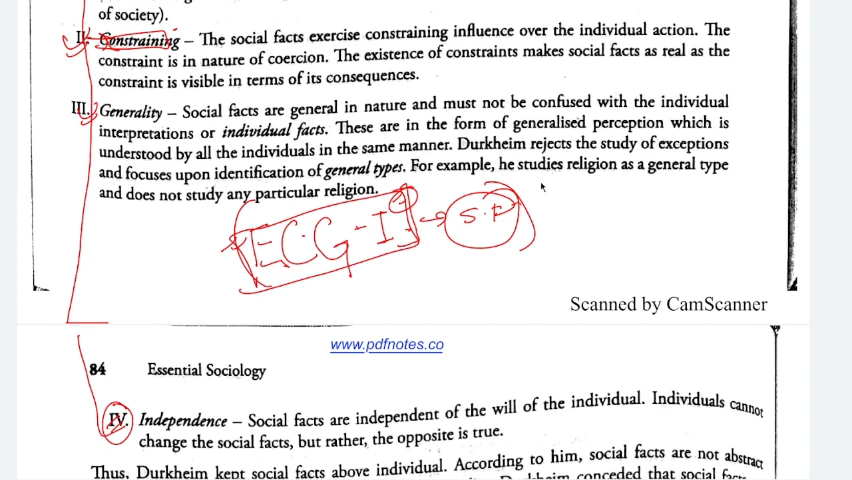 of society).
II. Constraining – The social facts exercise constraining influence over the individual action. The
constraint is in nature of coercion. The existence of constraints makes social facts as real as the
constraint is visible in terms of its consequences.
III. Generality – Social facts are general in nature and must not be confused with the individual
interpretations or individual facts. These are in the form of generalised perception which is
understood by all the individuals in the same manner. Durkheim rejects the study of exceptions
and focuses upon identification of general types. For example, he studies religion as a general type
and does not study any particular religion.
ECG-I
S.F
Scanned by CamScanner
www.pdfnotes.co
84 Essential Sociology
IV. Independence – Social facts are independent of the will of the individual. Individuals cannot
change the social facts, but rather, the opposite is true.
Thus, Durkheim kept social facts above individual. According to him, social facts are not abstract
conceded that social